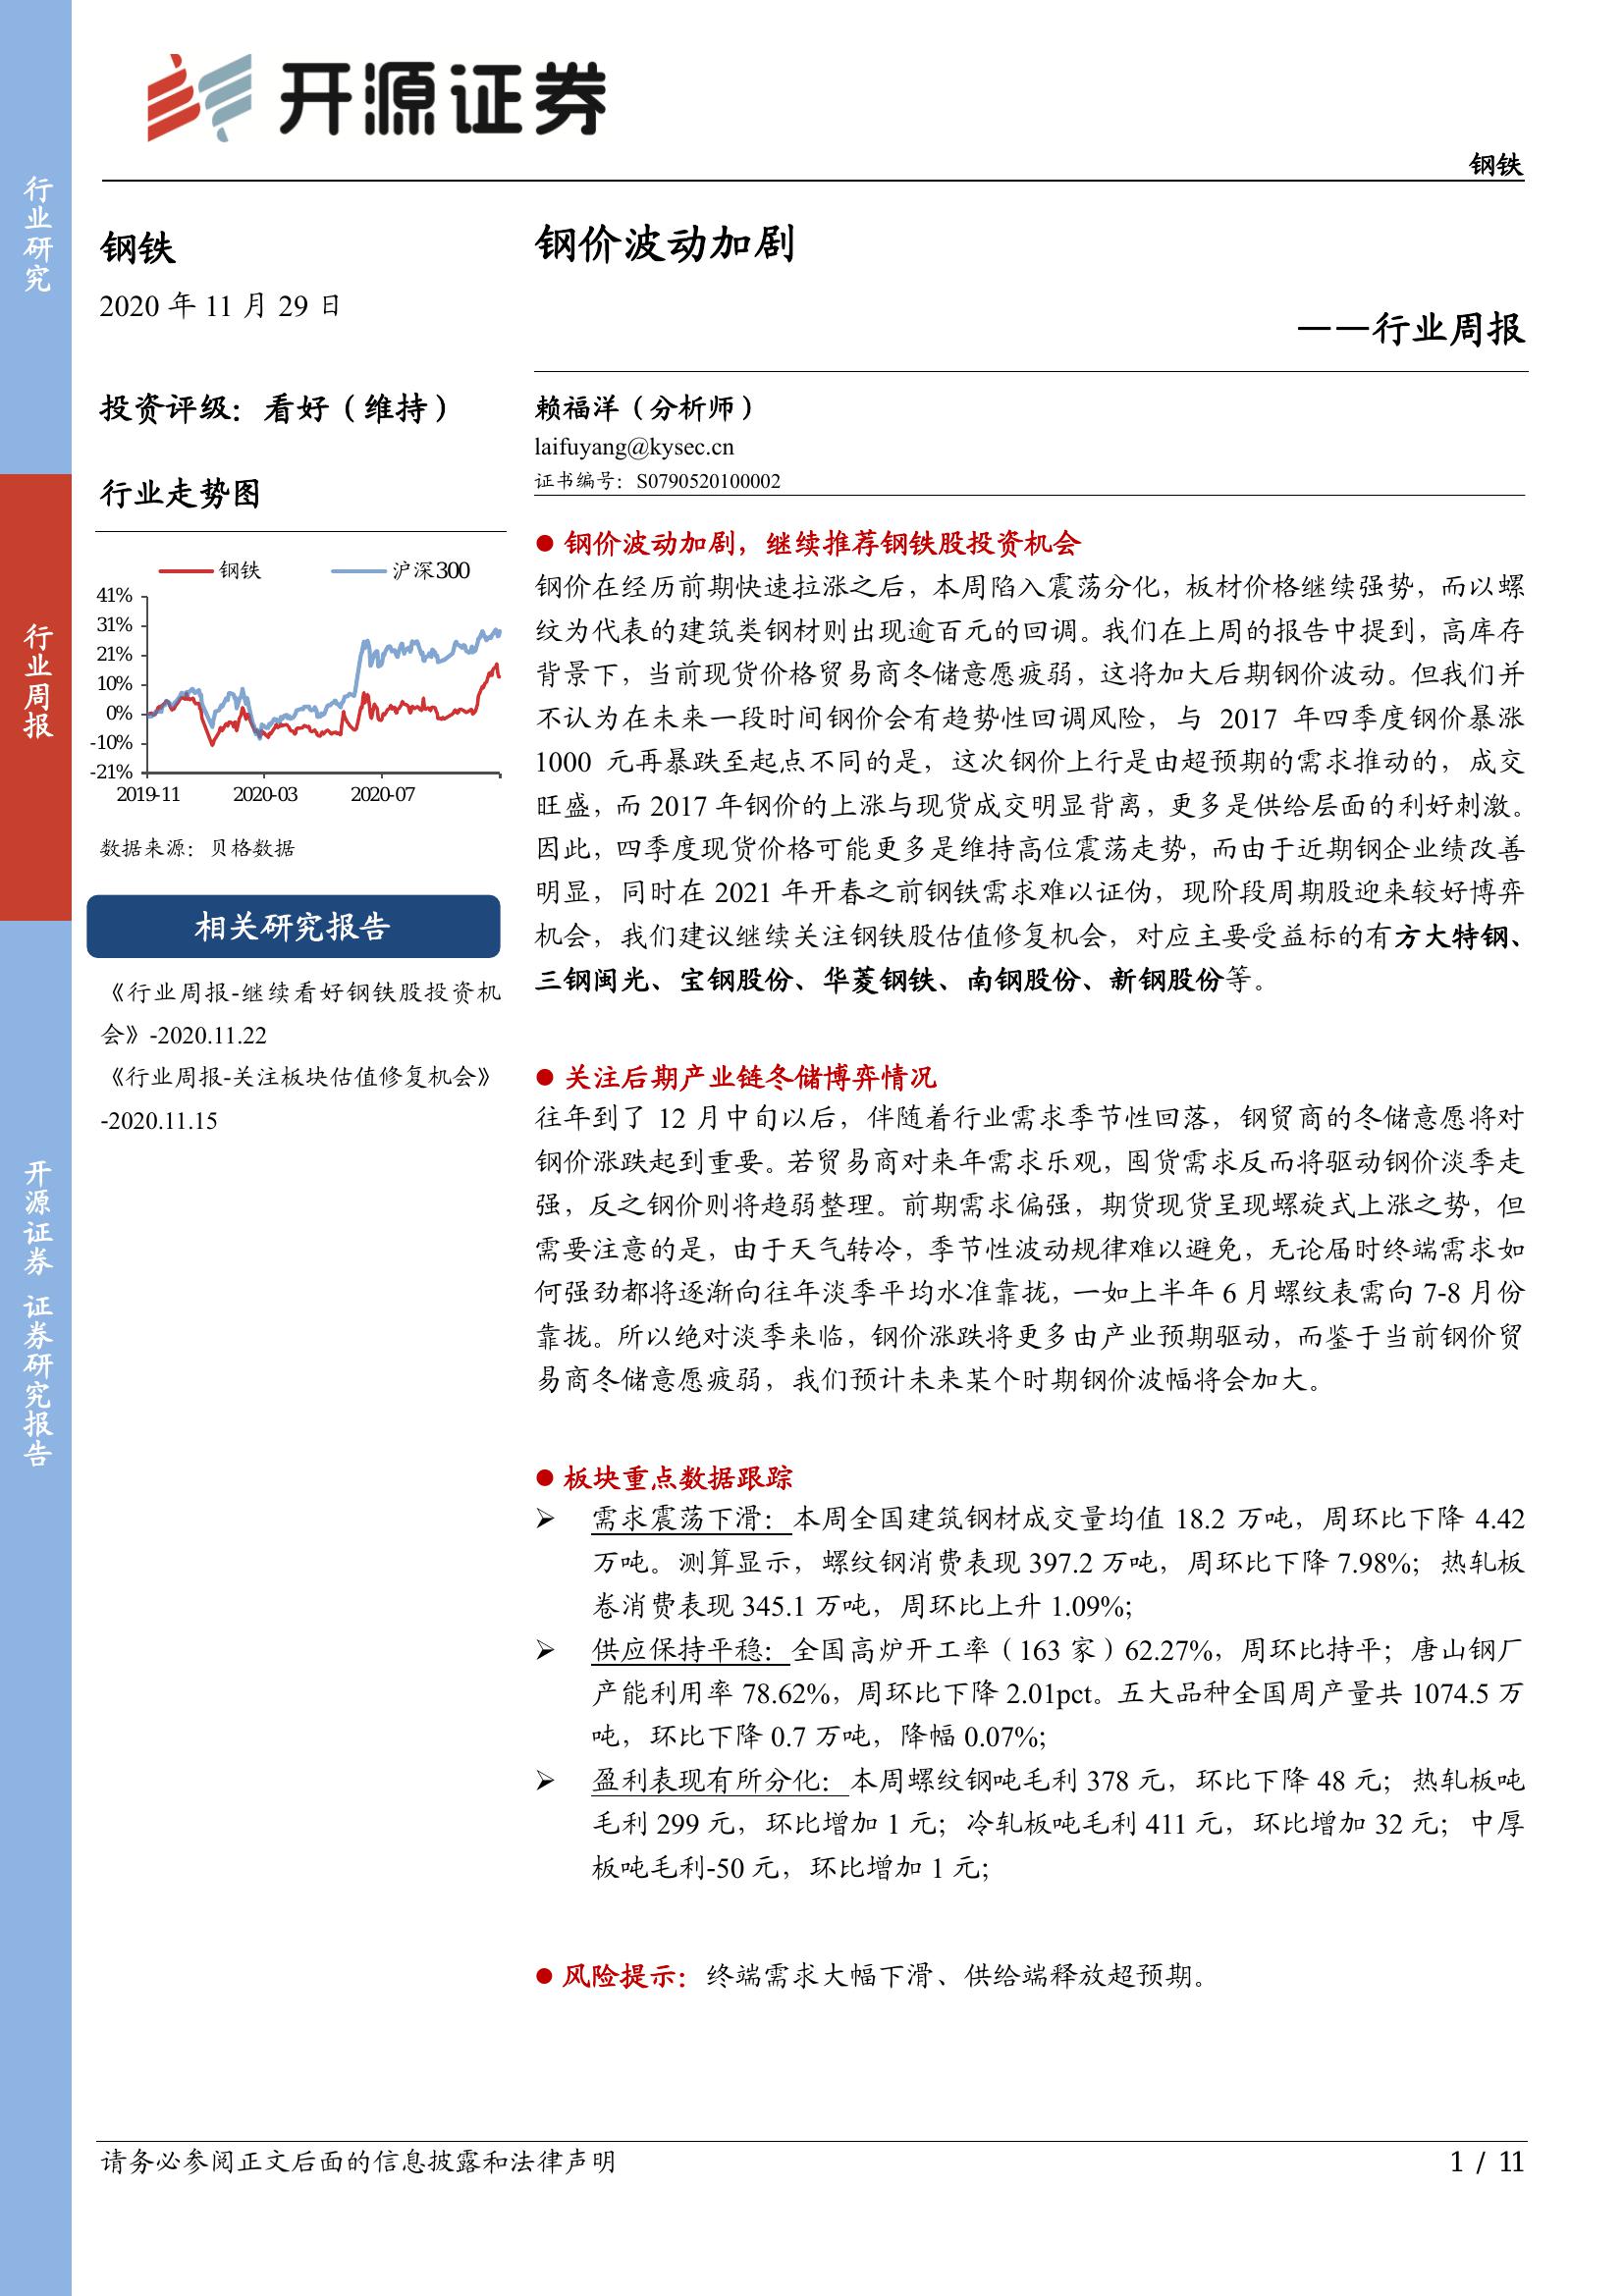 开源证券
钢铁
行业研究
行业周报
开源证券 证券研究报告
钢铁
2020 年 11 月 29 日
投资评级：看好（维持）
行业走势图
钢铁
沪深300
41%
31%
21%
10%
0%
-10%
-21%
2019-11
2020-03
2020-07
数据来源：贝格数据
相关研究报告
《行业周报-继续看好钢铁股投资机
会》-2020.11.22
《行业周报-关注板块估值修复机会》
-2020.11.15
钢价波动加剧
——行业周报
赖福洋（分析师）
laifuyang@kysec.cn
证书编号：S0790520100002
● 钢价波动加剧，继续推荐钢铁股投资机会
钢价在经历前期快速拉涨之后，本周陷入震荡分化，板材价格继续强势，而以螺
纹为代表的建筑类钢材则出现逾百元的回调。我们在上周的报告中提到，高库存
背景下，当前现货价格贸易商冬储意愿疲弱，这将加大后期钢价波动。但我们并
不认为在未来一段时间钢价会有趋势性回调风险，与 2017 年四季度钢价暴涨
1000 元再暴跌至起点不同的是，这次钢价上行是由超预期的需求推动的，成交
旺盛，而 2017 年钢价的上涨与现货成交明显背离，更多是供给层面的利好刺激。
因此，四季度现货价格可能更多是维持高位震荡走势，而由于近期钢企业绩改善
明显，同时在 2021 年开春之前钢铁需求难以证伪，现阶段周期股迎来较好博弈
机会，我们建议继续关注钢铁股估值修复机会，对应主要受益标的有方大特钢、
三钢闽光、宝钢股份、华菱钢铁、南钢股份、新钢股份等。
● 关注后期产业链冬储博弈情况
往年到了 12 月中旬以后，伴随着行业需求季节性回落，钢贸商的冬储意愿将对
钢价涨跌起到重要。若贸易商对来年需求乐观，囤货需求反而将驱动钢价淡季走
强，反之钢价则将趋弱整理。前期需求偏强，期货现货呈现螺旋式上涨之势，但
需要注意的是，由于天气转冷，季节性波动规律难以避免，无论届时终端需求如
何强劲都将逐渐向往年淡季平均水准靠拢，一如上半年 6 月螺纹表需向 7-8 月份
靠拢。所以绝对淡季来临，钢价涨跌将更多由产业预期驱动，而鉴于当前钢价贸
易商冬储意愿疲弱，我们预计未来某个时期钢价波幅将会加大。
● 板块重点数据跟踪
➢ 需求震荡下滑：本周全国建筑钢材成交量均值 18.2 万吨，周环比下降 4.42
万吨。测算显示，螺纹钢消费表现 397.2 万吨，周环比下降 7.98%；热轧板
卷消费表现 345.1 万吨，周环比上升 1.09%;
➢ 供应保持平稳：全国高炉开工率（163 家）62.27%，周环比持平；唐山钢厂
产能利用率 78.62%，周环比下降 2.01pct。五大品种全国周产量共 1074.5 万
吨，环比下降 0.7 万吨，降幅 0.07%;
➢ 盈利表现有所分化：本周螺纹钢吨毛利 378 元，环比下降 48 元；热轧板吨
毛利 299 元，环比增加 1 元；冷轧板吨毛利 411 元，环比增加 32 元；中厚
板吨毛利-50 元，环比增加 1 元;
● 风险提示：终端需求大幅下滑、供给端释放超预期。
请务必参阅正文后面的信息披露和法律声明
1 / 11